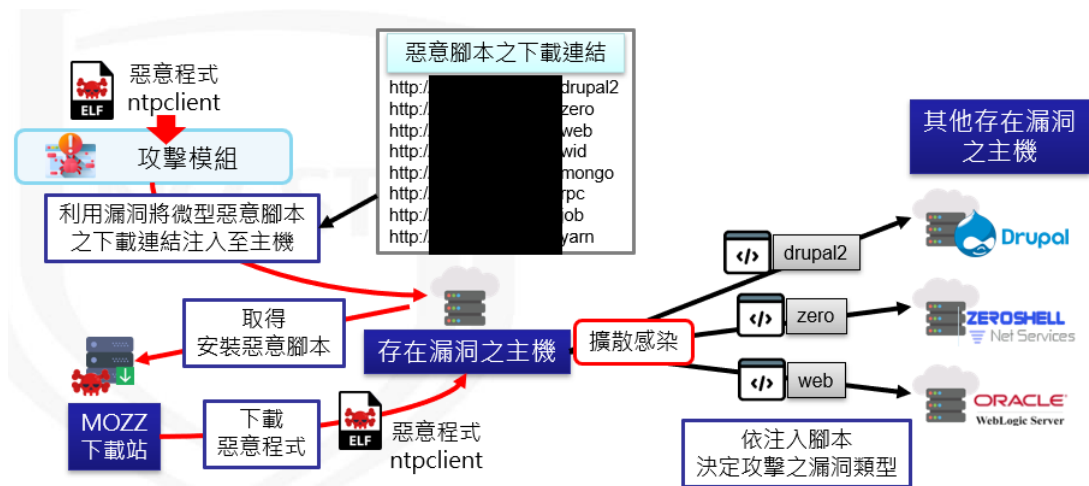 惡意程式
ntpclient
ELF
攻擊模組
利用漏洞將微型惡意腳本
之下載連結注入至主機
惡意腳本之下載連結
http:/ drupal2
http:/ zero
http:/ web
http:/ wid
http:/ mongo
http:/ rpc
http:/ job
http:/ yarn
取得
安裝惡意腳本
MOZZ
下載站
下載
惡意程式
ELF
惡意程式
ntpclient
存在漏洞之主機
擴散感染
</> drupal2
</> zero
</> web
依注入腳本
決定攻擊之漏洞類型
其他存在漏洞
之主機
Drupal
ZEROSHELL
Net Services
ORACLE
WebLogic Server